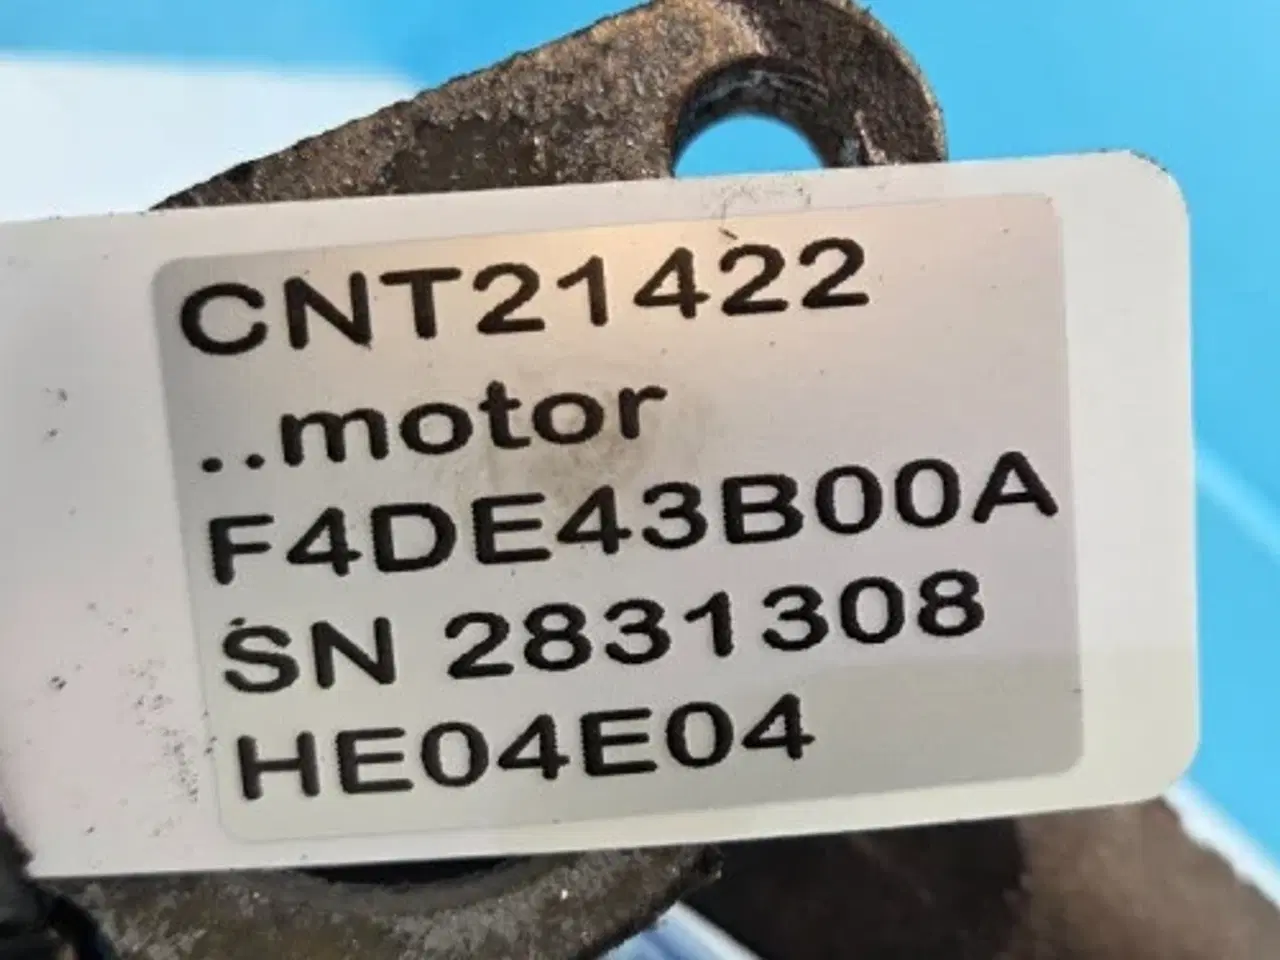 CNT21422
..motor
F4DE43B00A
SN 2831308
HE04E04